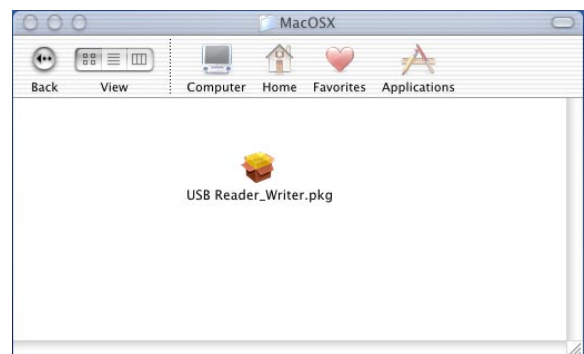 MacOSX
Back View Computer Home Favorites Applications
USB Reader_Writer.pkg